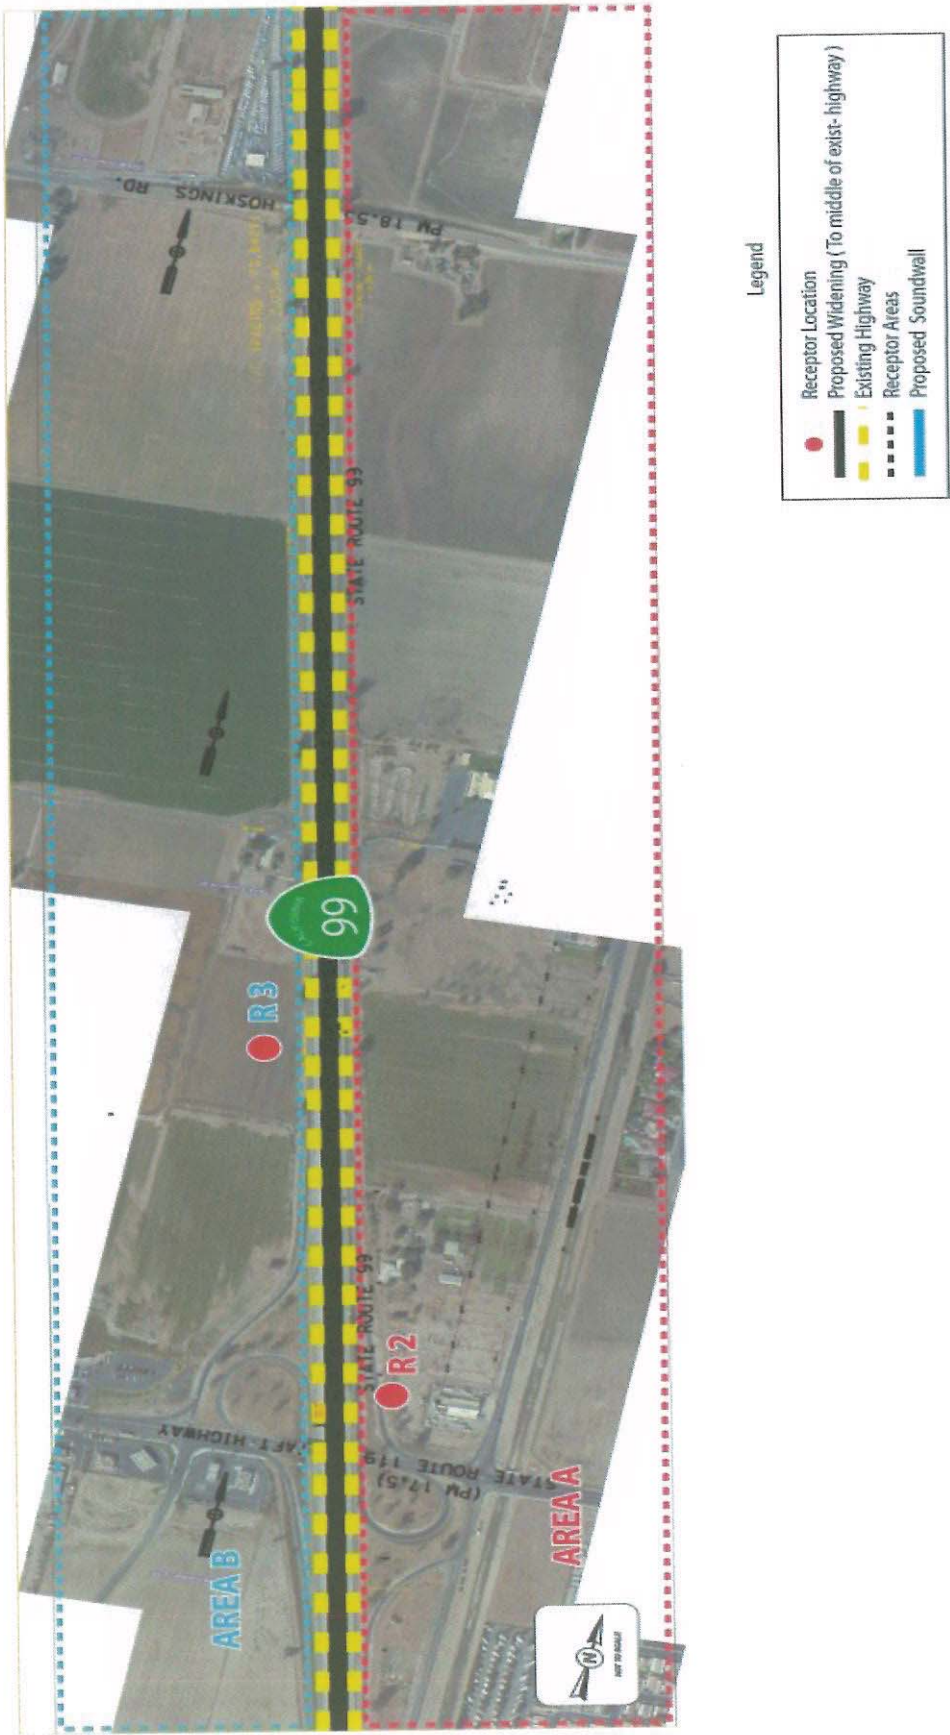 HOSKINGS RD.
PM 18.5
STATE ROUTE 99
99
R 3
STATE ROUTE 99
R 2
TAFT HIGHWAY
STATE ROUTE 119
(PM 17.5)
AREA B
AREA A
N
NOT TO SCALE
Legend
Receptor Location
Proposed Widening ( To middle of exist- highway )
Existing Highway
Receptor Areas
Proposed Soundwall